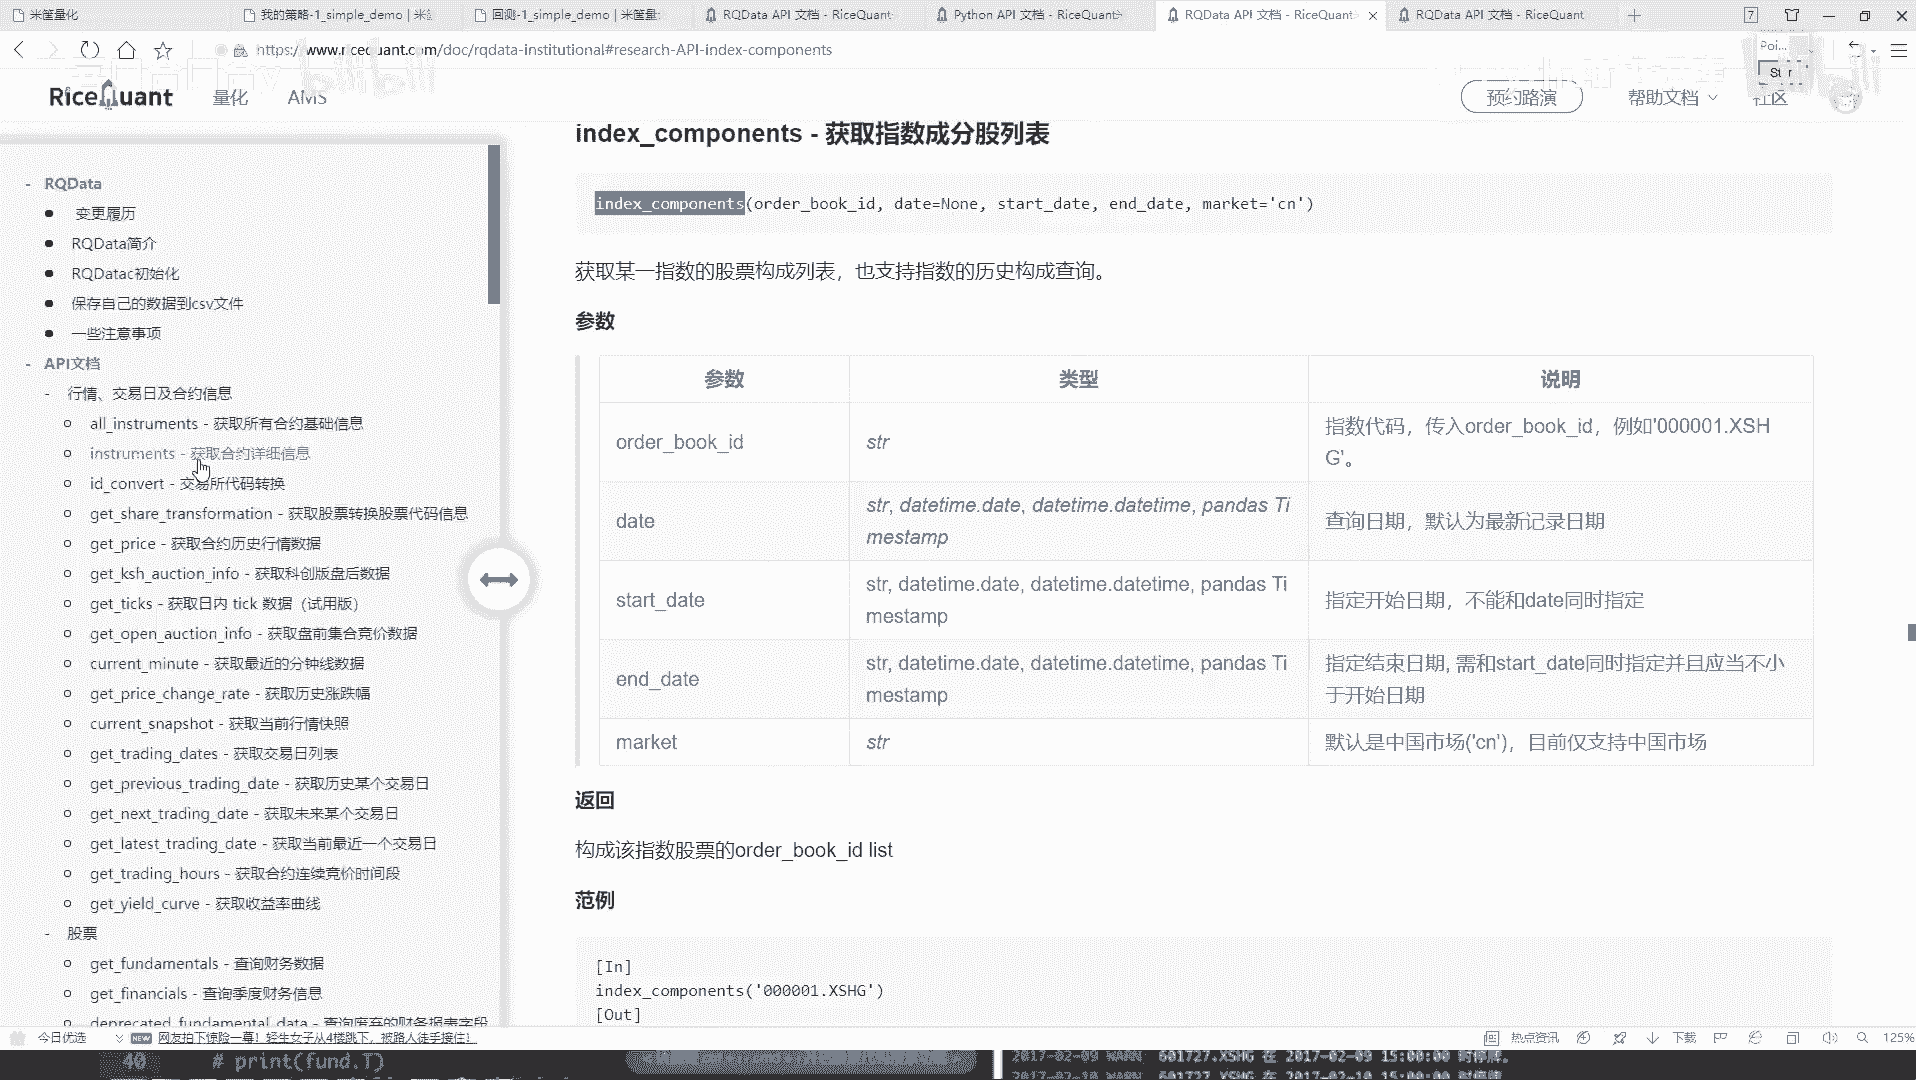 米筐量化
我的策略-1_simple_demo | 米筐
回测-1_simple_demo | 米筐量
RQData API 文档 - RiceQuant
Python API 文档 - RiceQuant
RQData API 文档 - RiceQuant
RQData API 文档 - RiceQuant
7
https://www.ricequant.com/doc/rqdata-institutional#research-API-index-components
Poi...
Str
RiceQuant
量化
AMS
预约路演
帮助文档
社区
- RQData
变更履历
RQData简介
RQDatac初始化
保存自己的数据到csv文件
一些注意事项
- API文档
- 行情、交易日及合约信息
all_instruments - 获取所有合约基础信息
instruments - 获取合约详细信息
id_convert - 交易所代码转换
get_share_transformation - 获取股票转换股票代码信息
get_price - 获取合约历史行情数据
get_ksh_auction_info - 获取科创版盘后数据
get_ticks - 获取日内 tick 数据（试用版）
get_open_auction_info - 获取盘前集合竞价数据
current_minute - 获取最近的分钟线数据
get_price_change_rate - 获取历史涨跌幅
current_snapshot - 获取当前行情快照
get_trading_dates - 获取交易日列表
get_previous_trading_date - 获取历史某个交易日
get_next_trading_date - 获取未来某个交易日
get_latest_trading_date - 获取当前最近一个交易日
get_trading_hours - 获取合约连续竞价时间段
get_yield_curve - 获取收益率曲线
- 股票
get_fundamentals - 查询财务数据
get_financials - 查询季度财务信息
deprecated_fundamental_data - 查询废弃的财务报表字段
index_components - 获取指数成分股列表
index_components(order_book_id, date=None, start_date, end_date, market='cn')
获取某一指数的股票构成列表，也支持指数的历史构成查询。
参数
参数 类型 说明
order_book_id str 指数代码，传入order_book_id，例如'000001.XSH
G'。
date str, datetime.date, datetime.datetime, pandas Ti
mestamp 查询日期，默认为最新记录日期
start_date str, datetime.date, datetime.datetime, pandas Ti
mestamp 指定开始日期，不能和date同时指定
end_date str, datetime.date, datetime.datetime, pandas Ti
mestamp 指定结束日期, 需和start_date同时指定并且应当不小
于开始日期
market str 默认是中国市场('cn')，目前仅支持中国市场
返回
构成该指数股票的order_book_id list
范例
[In]
index_components('000001.XSHG')
[Out]
今日优选
NEW
网友拍下惊险一幕！轻生女子从4楼跳下，被路人徒手接住！
热点资讯
下载
125%
40 # print(fund.T)
2017-02-09 WARN 601727.XSHG 在 2017-02-09 15:00:00 时停牌。
2017-02-10 WARN 601727.XSHG 在 2017-02-10 15:00:00 时停牌。